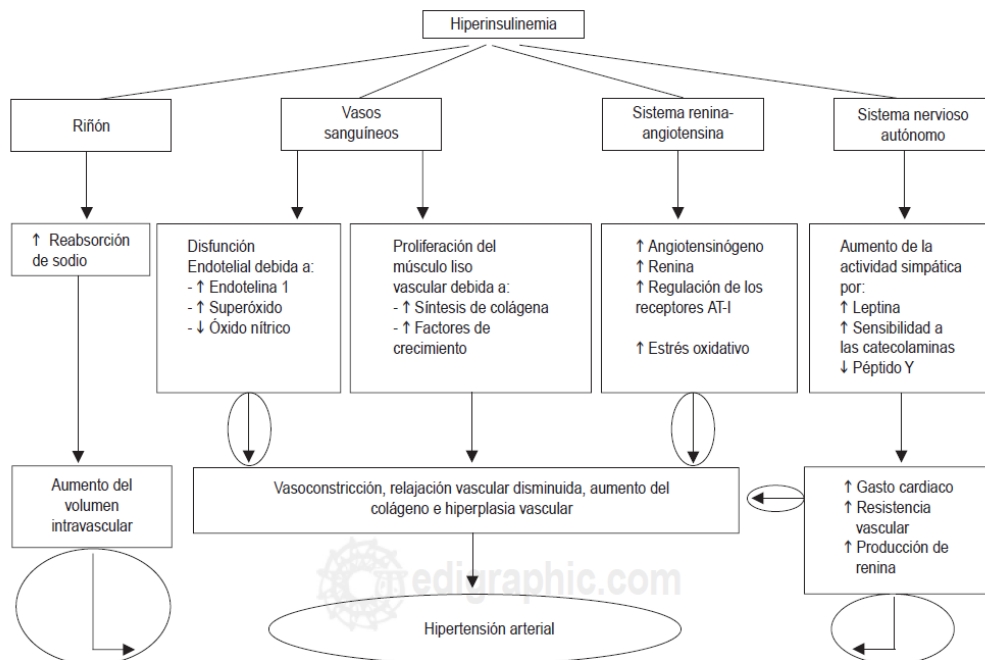 Hiperinsulinemia
Riñón
Vasos
sanguíneos
Sistema renina-
angiotensina
Sistema nervioso
autónomo
↑ Reabsorción
de sodio
Disfunción
Endotelial debida a:
- ↑ Endotelina 1
- ↑ Superóxido
- ↓ Óxido nítrico
Proliferación del
músculo liso
vascular debida a:
- ↑ Síntesis de colágena
- ↑ Factores de
crecimiento
↑ Angiotensinógeno
↑ Renina
↑ Regulación de los
receptores AT-I
↑ Estrés oxidativo
Aumento de la
actividad simpática
por:
↑ Leptina
↑ Sensibilidad a
las catecolaminas
↓ Péptido Y
Aumento del
volumen
intravascular
Vasoconstricción, relajación vascular disminuida, aumento del
colágeno e hiperplasia vascular
↑ Gasto cardiaco
↑ Resistencia
vascular
↑ Producción de
renina
edigraphic.com
Hipertensión arterial